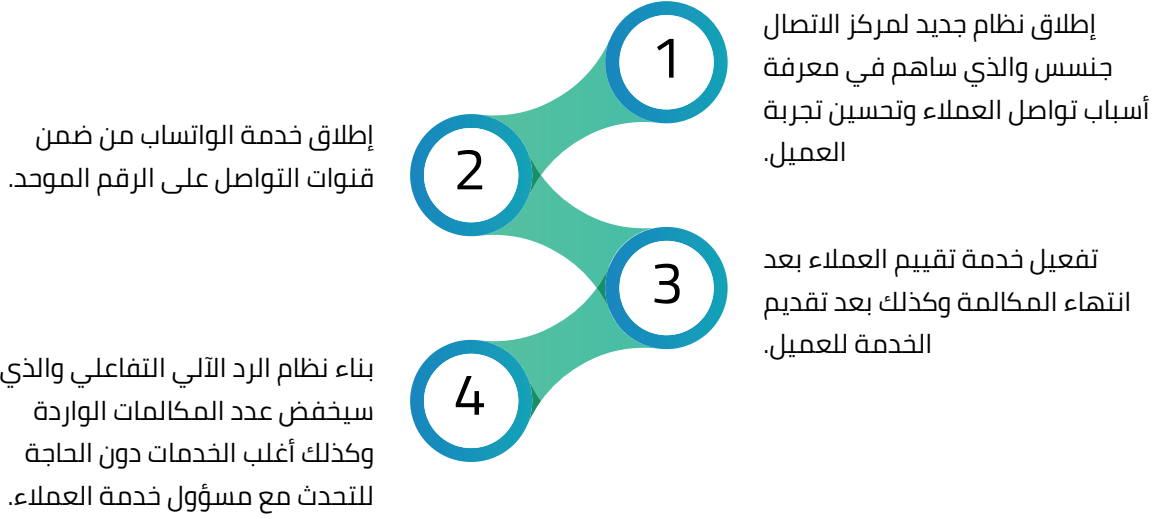 1
إطلاق نظام جديد لمركز الاتصال
جنسس والذي ساهم في معرفة
أسباب تواصل العملاء وتحسين تجربة
العميل.
2
إطلاق خدمة الواتساب من ضمن
قنوات التواصل على الرقم الموحد.
3
تفعيل خدمة تقييم العملاء بعد
انتهاء المكالمة وكذلك بعد تقديم
الخدمة للعميل.
4
بناء نظام الرد الآلي التفاعلي والذي
سيخفض عدد المكالمات الواردة
وكذلك أغلب الخدمات دون الحاجة
للتحدث مع مسؤول خدمة العملاء.